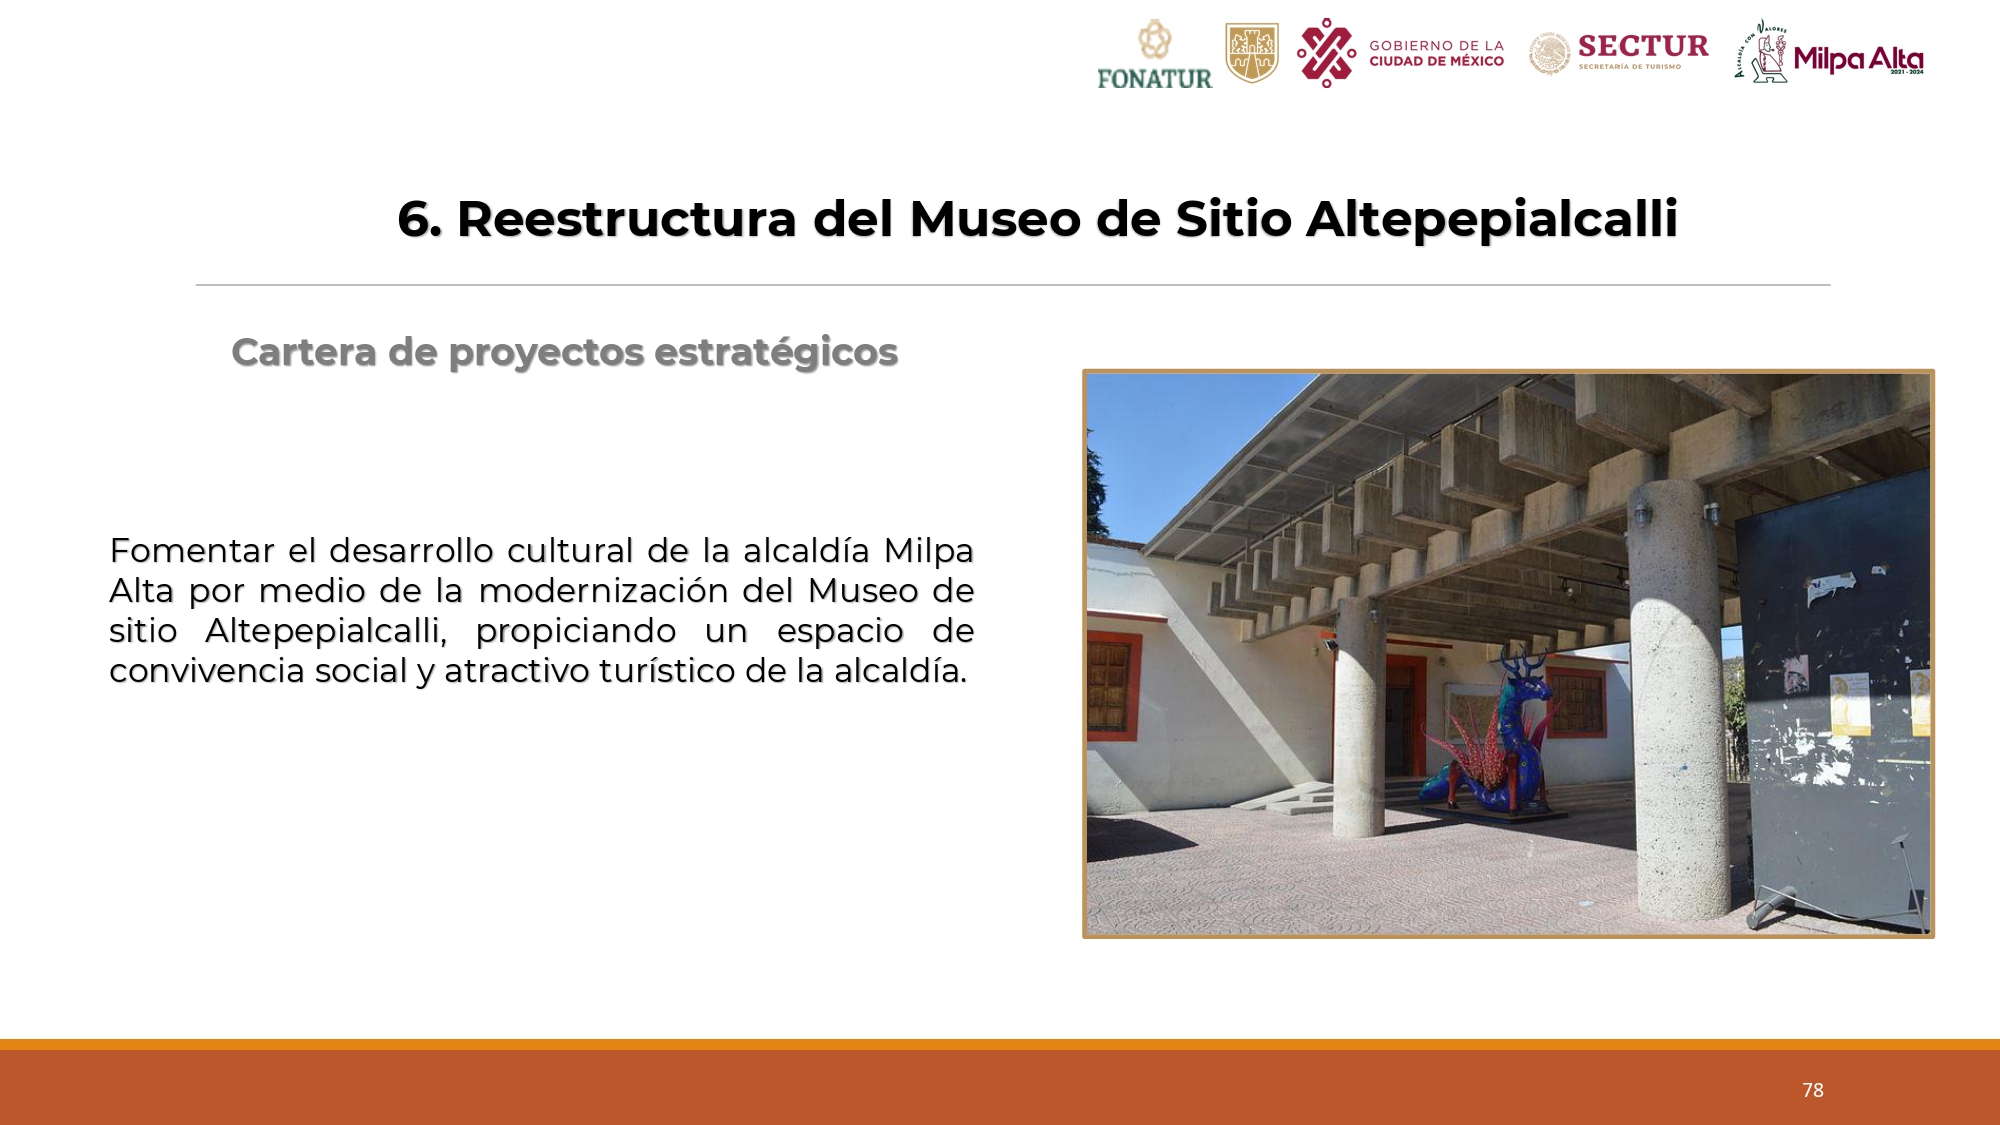 FONATUR
GOBIERNO DE LA
CIUDAD DE MÉXICO
SECTUR
SECRETARÍA DE TURISMO
ALCALDÍA CON VALORES
Milpa Alta
2021 - 2024
6. Reestructura del Museo de Sitio Altepepialcalli
Cartera de proyectos estratégicos
Fomentar el desarrollo cultural de la alcaldía Milpa
Alta por medio de la modernización del Museo de
sitio Altepepialcalli, propiciando un espacio de
convivencia social y atractivo turístico de la alcaldía.
78